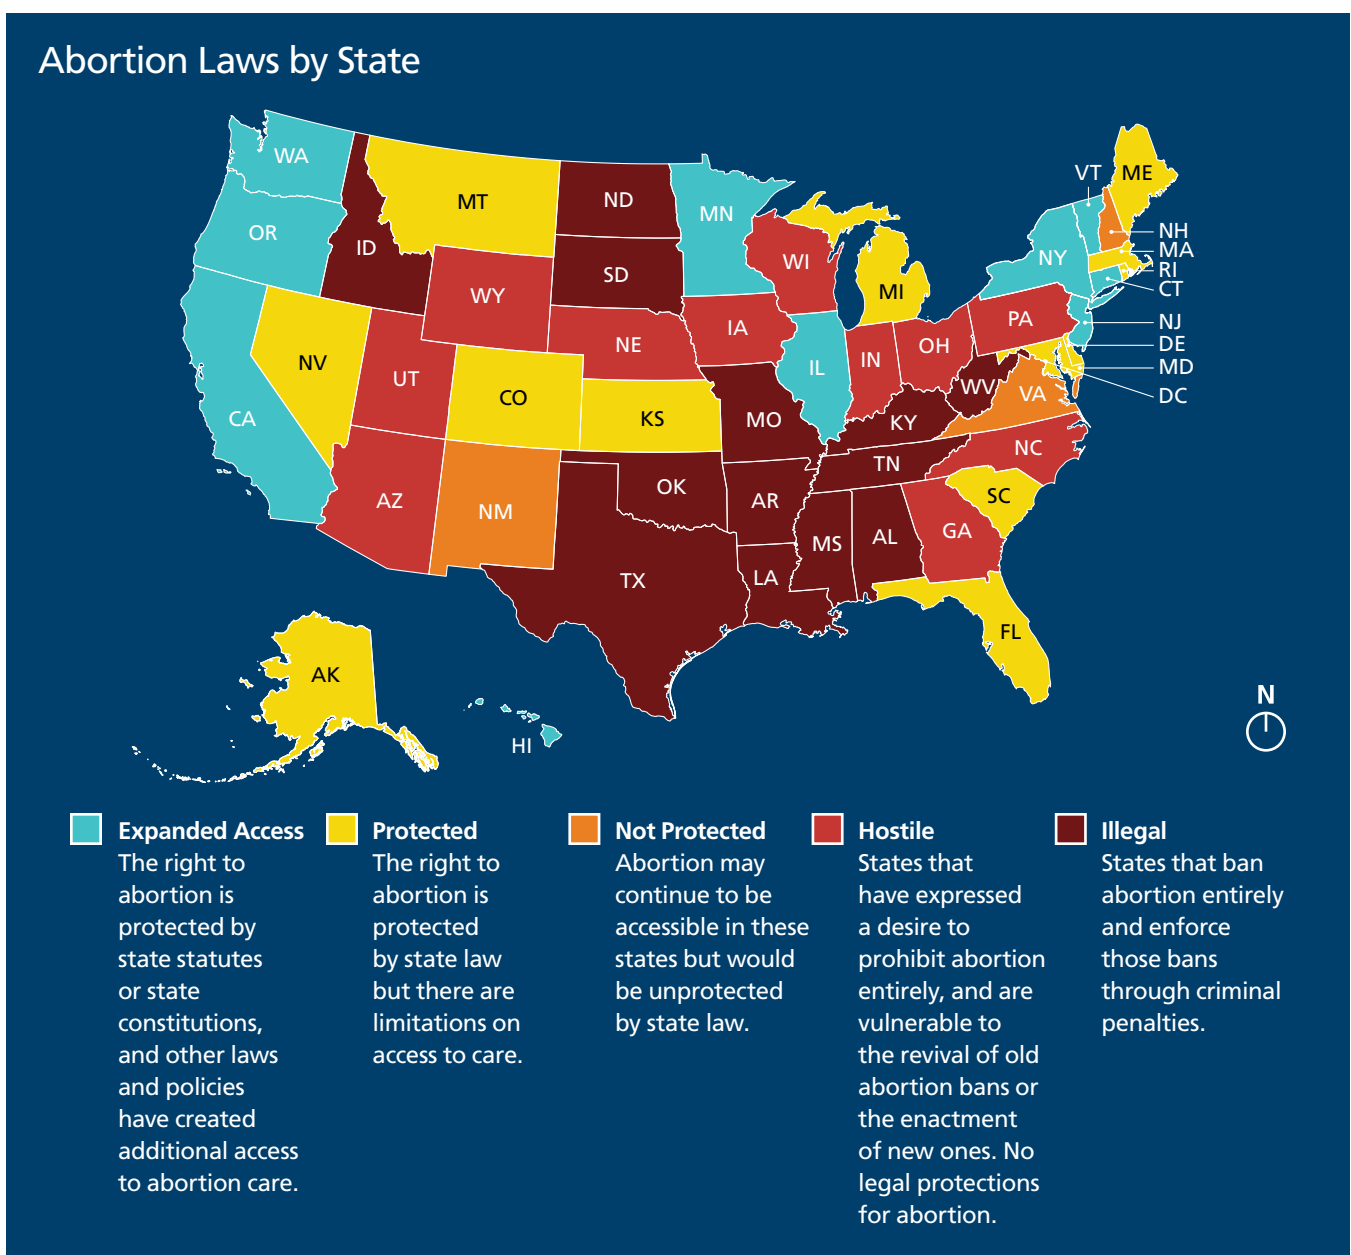 Abortion Laws by State
WA
OR
CA
ID
NV
MT
WY
UT
AZ
CO
NM
ND
SD
NE
KS
OK
TX
MN
IA
MO
AR
LA
WI
IL
MI
IN
OH
KY
TN
MS
AL
GA
FL
SC
NC
VA
WV
PA
NY
VT
ME
NH
MA
RI
CT
NJ
DE
MD
DC
AK
HI
N
Expanded Access
The right to
abortion is
protected by
state statutes
or state
constitutions,
and other laws
and policies
have created
additional access
to abortion care.
Protected
The right to
abortion is
protected
by state law
but there are
limitations on
access to care.
Not Protected
Abortion may
continue to be
accessible in these
states but would
be unprotected
by state law.
Hostile
States that
have expressed
a desire to
prohibit abortion
entirely, and are
vulnerable to
the revival of old
abortion bans or
the enactment
of new ones. No
legal protections
for abortion.
Illegal
States that ban
abortion entirely
and enforce
those bans
through criminal
penalties.